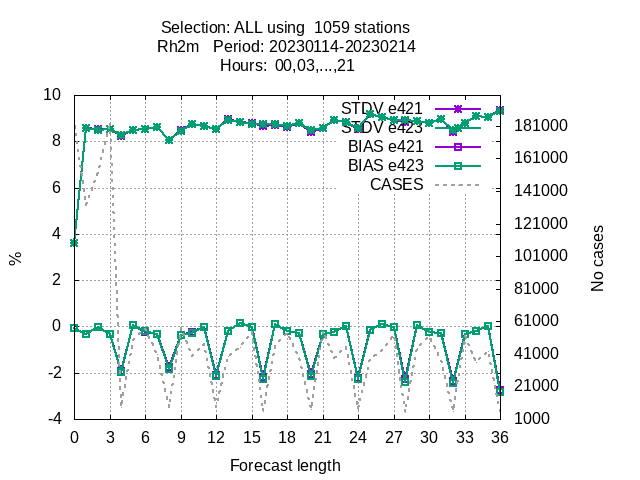 Selection: ALL using  1059 stations
Rh2m   Period: 20230114-20230214
Hours:  00,03,...,21
STDV e421
STDV e423
BIAS e421
BIAS e423
CASES
%
10
8
6
4
2
0
-2
-4
181000
161000
141000
121000
101000
81000
61000
41000
21000
1000
No cases
0 3 6 9 12 15 18 21 24 27 30 33 36
Forecast length